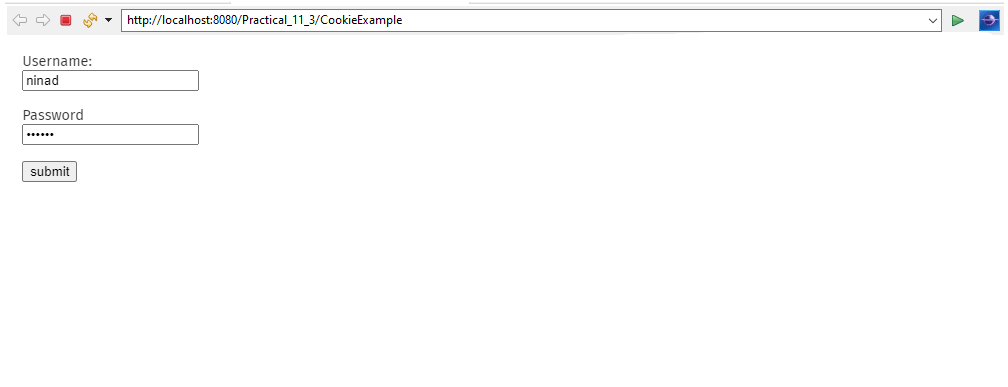 http://localhost:8080/Practical_11_3/CookieExample
Username:
ninad
Password
••••••
submit